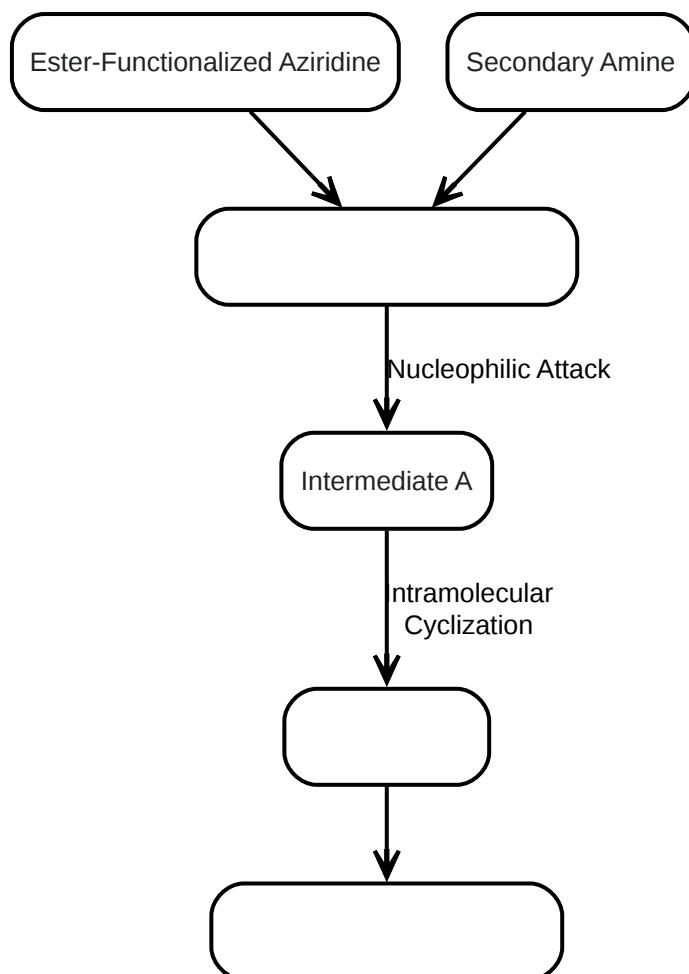 Ester-Functionalized Aziridine
Secondary Amine
Nucleophilic Attack
Intermediate A
Intramolecular
Cyclization